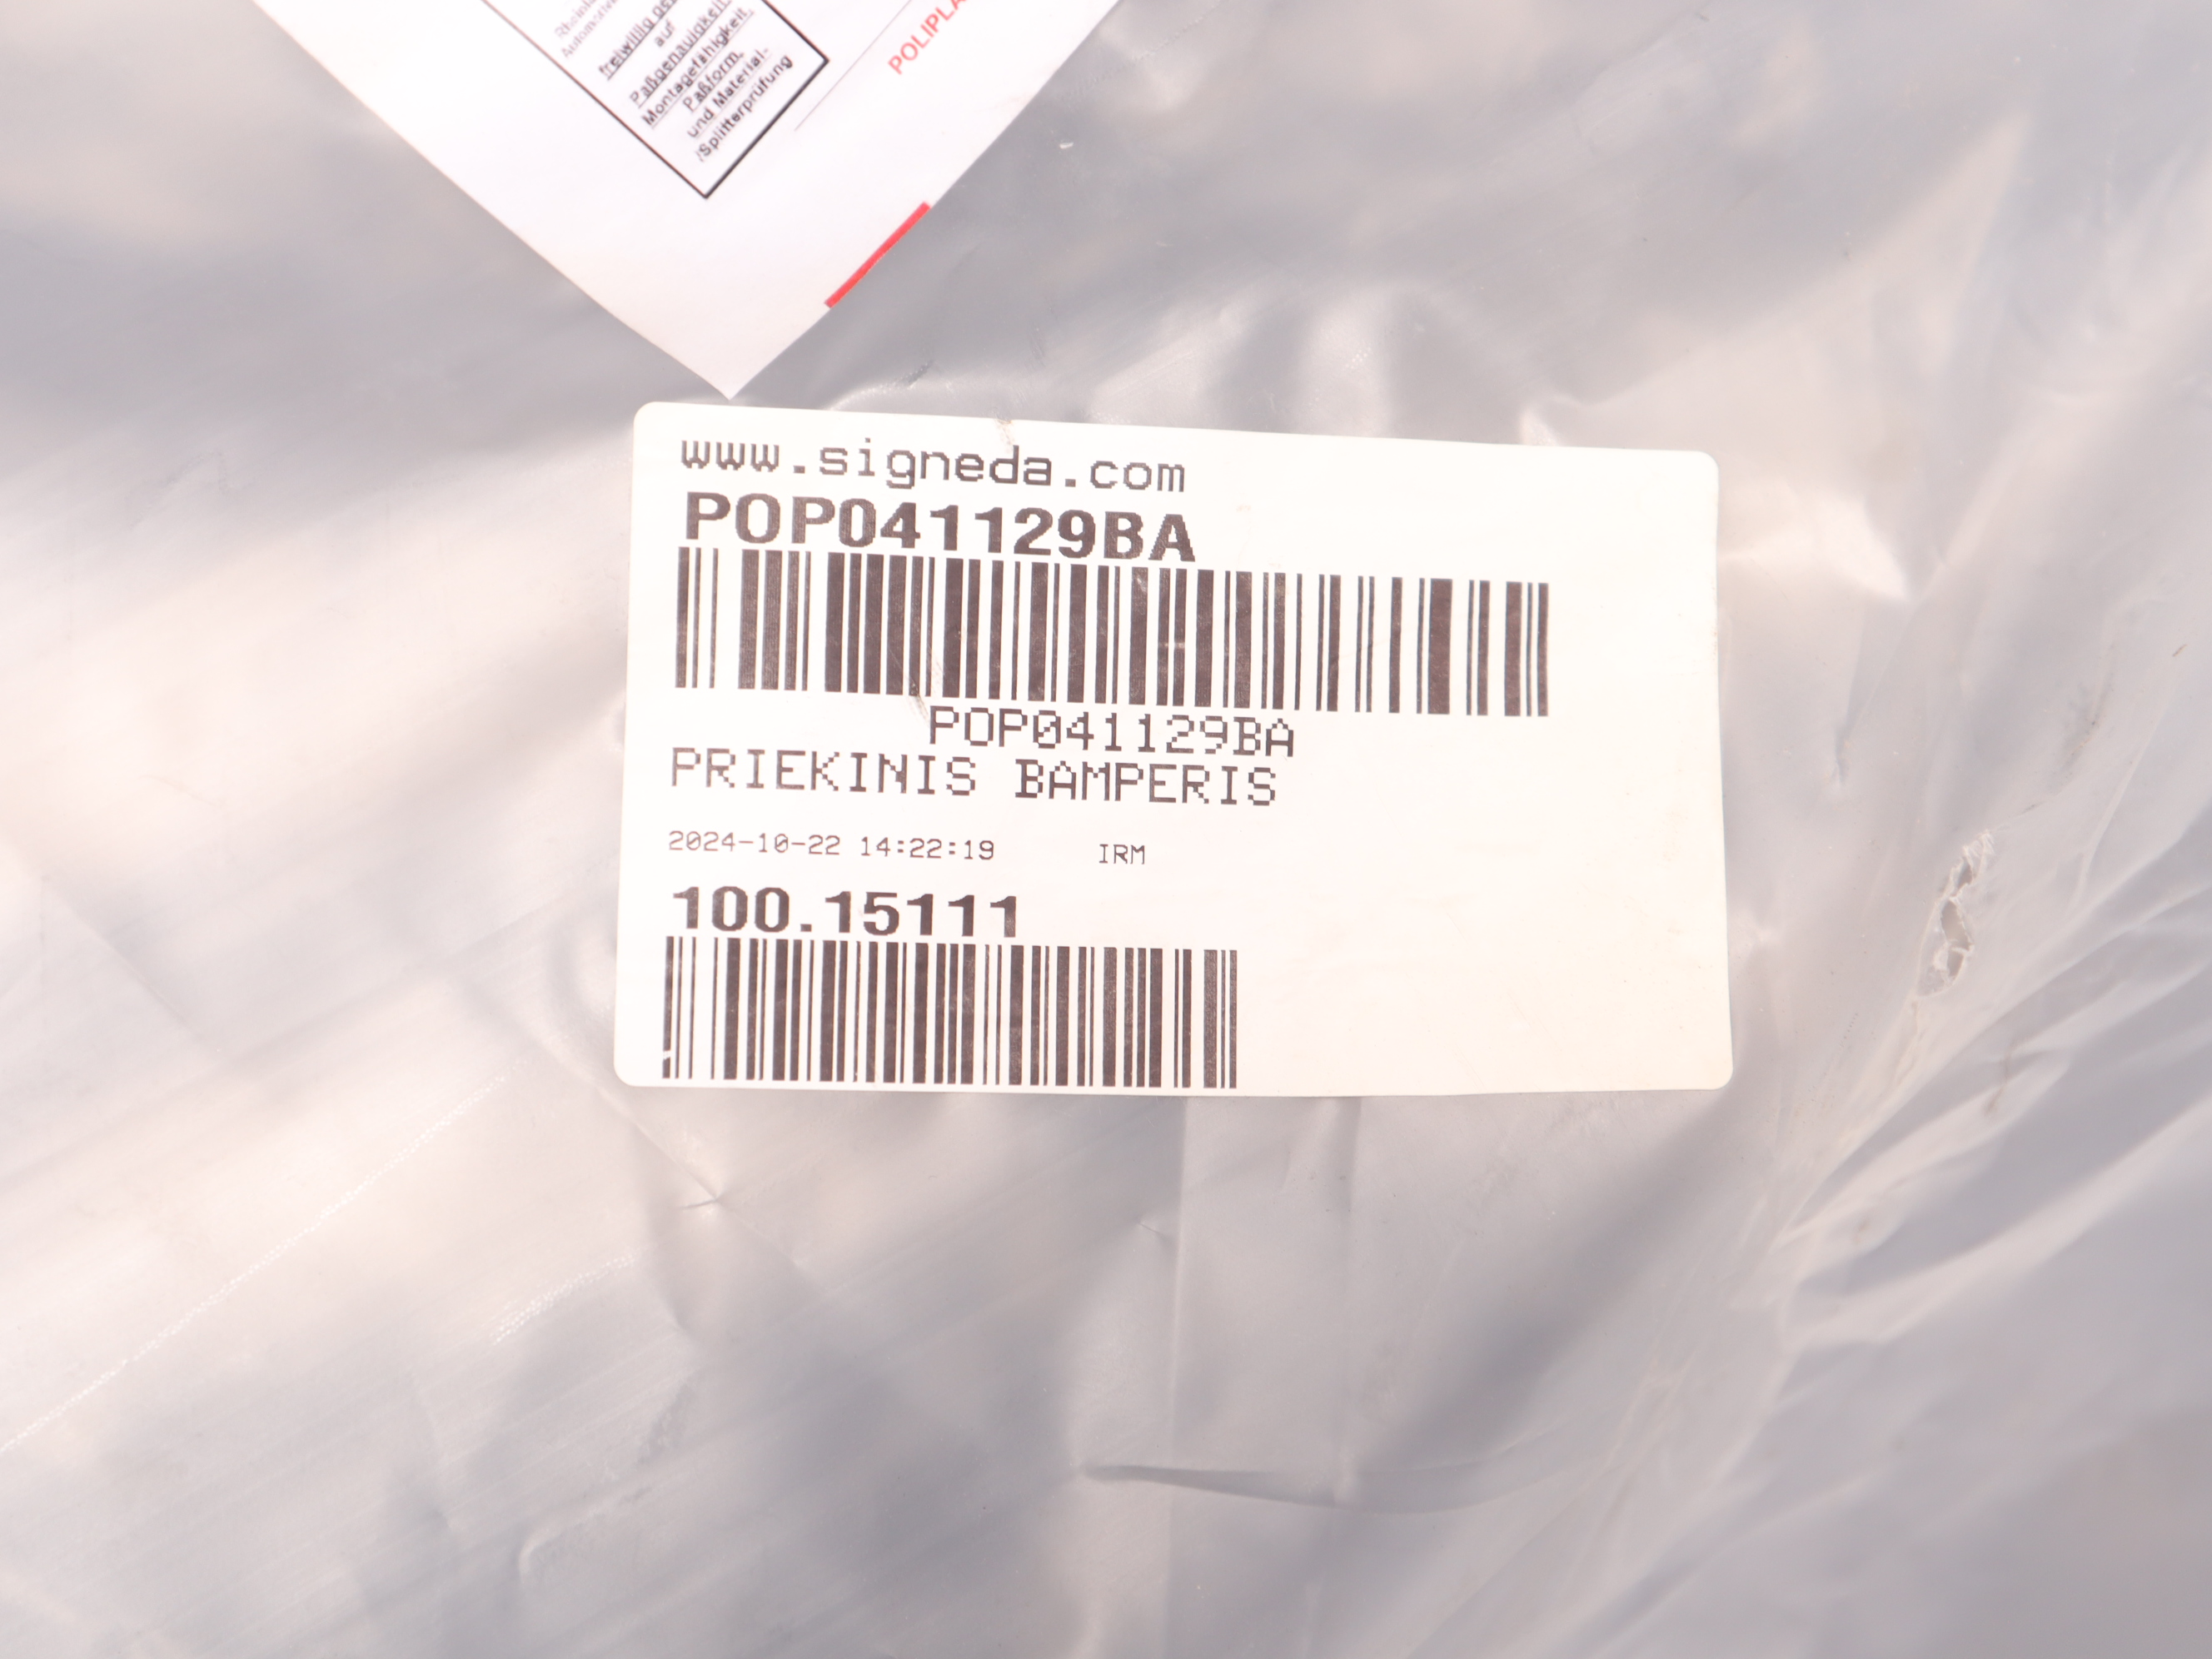 freiwillig
auf
Paßgenauigkeit,
Montagefähigkeit,
Paßform,
und Material-
/Splitterprüfung
www.signeda.com
POP041129BA
POP041129BA
PRIEKINIS BAMPERIS
2024-10-22 14:22:19 IRM
100.15111